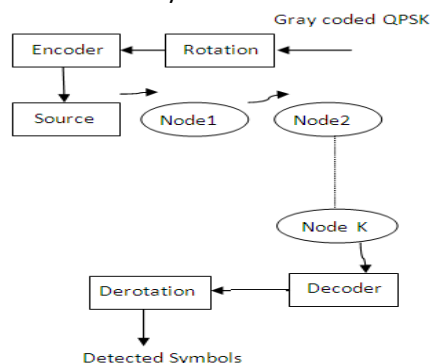 Gray coded QPSK
Encoder
Rotation
Source
Node1
Node2
Node K
Decoder
Derotation
Detected Symbols